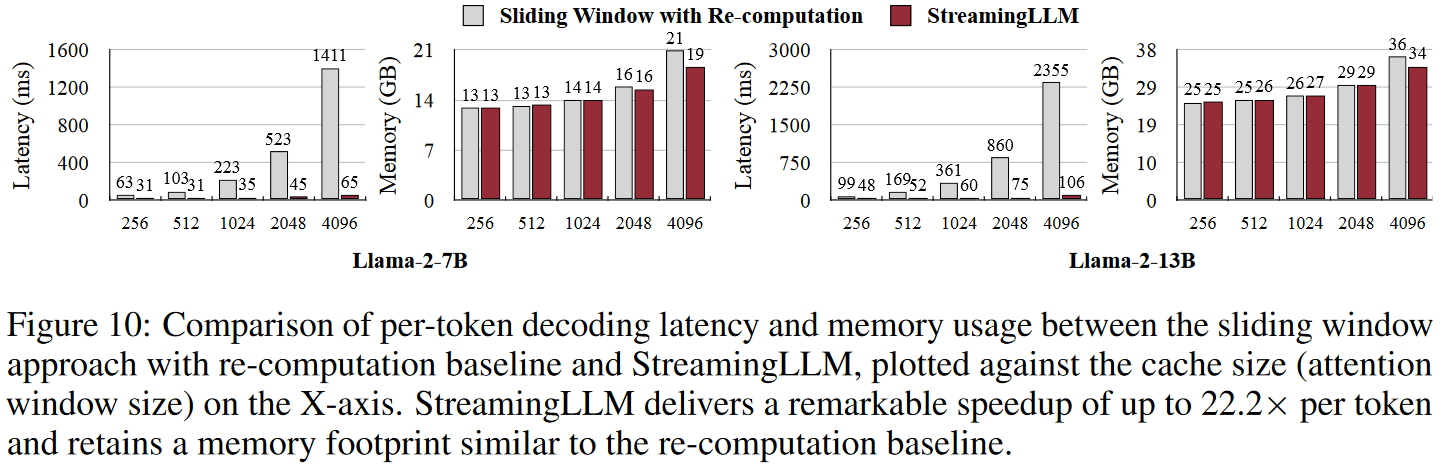 Sliding Window with Re-computation StreamingLLM
Latency (ms)
1600
1200
800
400
0
63 31 103 31 223 35 523 45 1411 65
256 512 1024 2048 4096
Memory (GB)
21
14
7
0
13 13 13 13 14 14 16 16 21 19
256 512 1024 2048 4096
Llama-2-7B
Latency (ms)
3000
2250
1500
750
0
99 48 169 52 361 60 860 75 2355 106
256 512 1024 2048 4096
Memory (GB)
38
29
19
10
0
25 25 25 26 26 27 29 29 36 34
256 512 1024 2048 4096
Llama-2-13B
Figure 10: Comparison of per-token decoding latency and memory usage between the sliding window
approach with re-computation baseline and StreamingLLM, plotted against the cache size (attention
window size) on the X-axis. StreamingLLM delivers a remarkable speedup of up to 22.2× per token
and retains a memory footprint similar to the re-computation baseline.